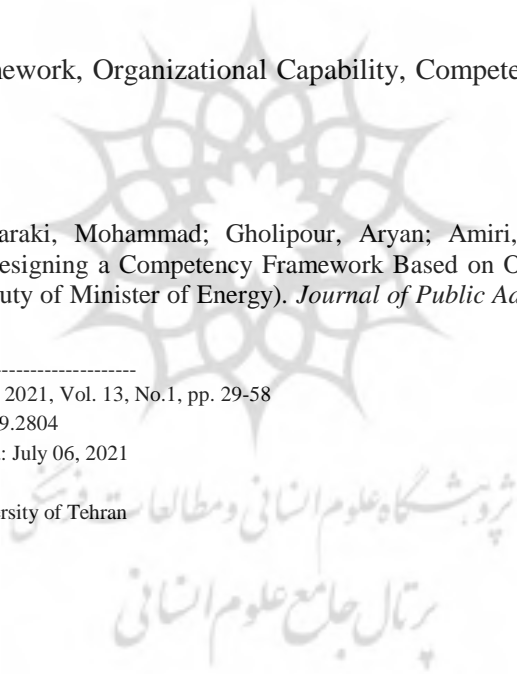 nework, Organizational Capability, Compete
araki, Mohammad; Gholipour, Aryan; Amiri,
esigning a Competency Framework Based on O
uty of Minister of Energy). Journal of Public Ad
--------------------
2021, Vol. 13, No.1, pp. 29-58
9.2804
: July 06, 2021
rsity of Tehran
پژوهشگاه علوم انسانی و مطالعات فرهنگی
پرتال جامع علوم انسانی